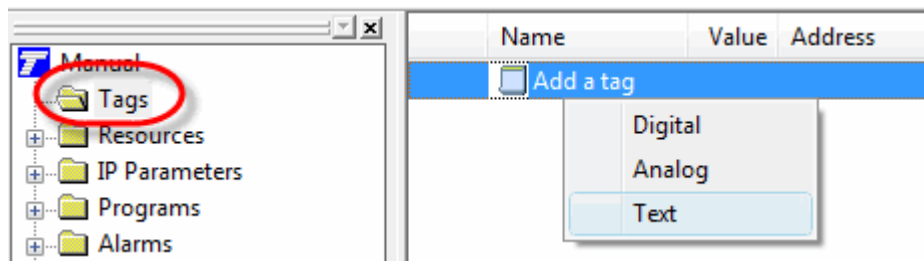 Manual
Tags
Resources
IP Parameters
Programs
Alarms
Name Value Address
Add a tag
Digital
Analog
Text